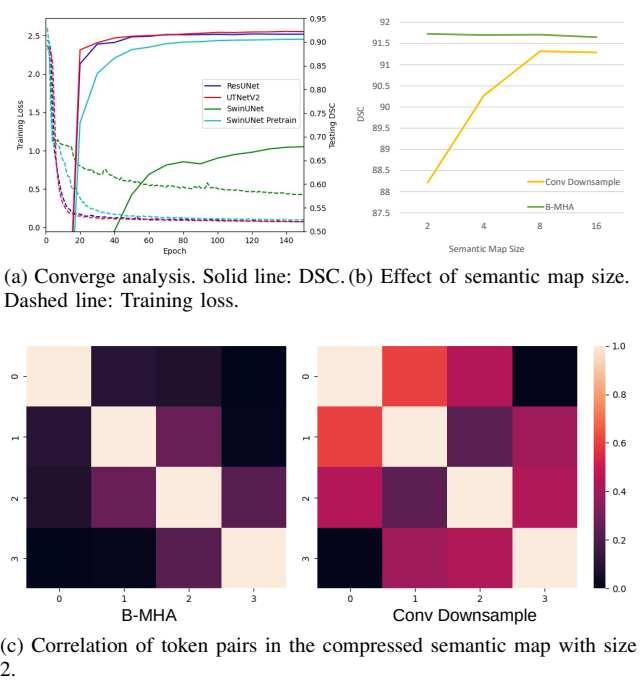 2.5
2.0
1.5
1.0
0.5
0.0
Training Loss
0.95
0.90
0.85
0.80
0.75
0.70
0.65
0.60
0.55
0.50
Testing DSC
ResUNet
UTNetV2
SwinUNet
SwinUNet Pretrain
0 20 40 60 80 100 120 140
Epoch
92
91.5
91
90.5
90
89.5
89
88.5
88
87.5
DSC
Conv Downsample
B-MHA
2 4 8 16
Semantic Map Size
(a) Converge analysis. Solid line: DSC.
Dashed line: Training loss.
(b) Effect of semantic map size.
0
1
2
3
0 1 2 3
B-MHA
0
1
2
3
0 1 2 3
Conv Downsample
1.0
0.8
0.6
0.4
0.2
0.0
(c) Correlation of token pairs in the compressed semantic map with size
2.